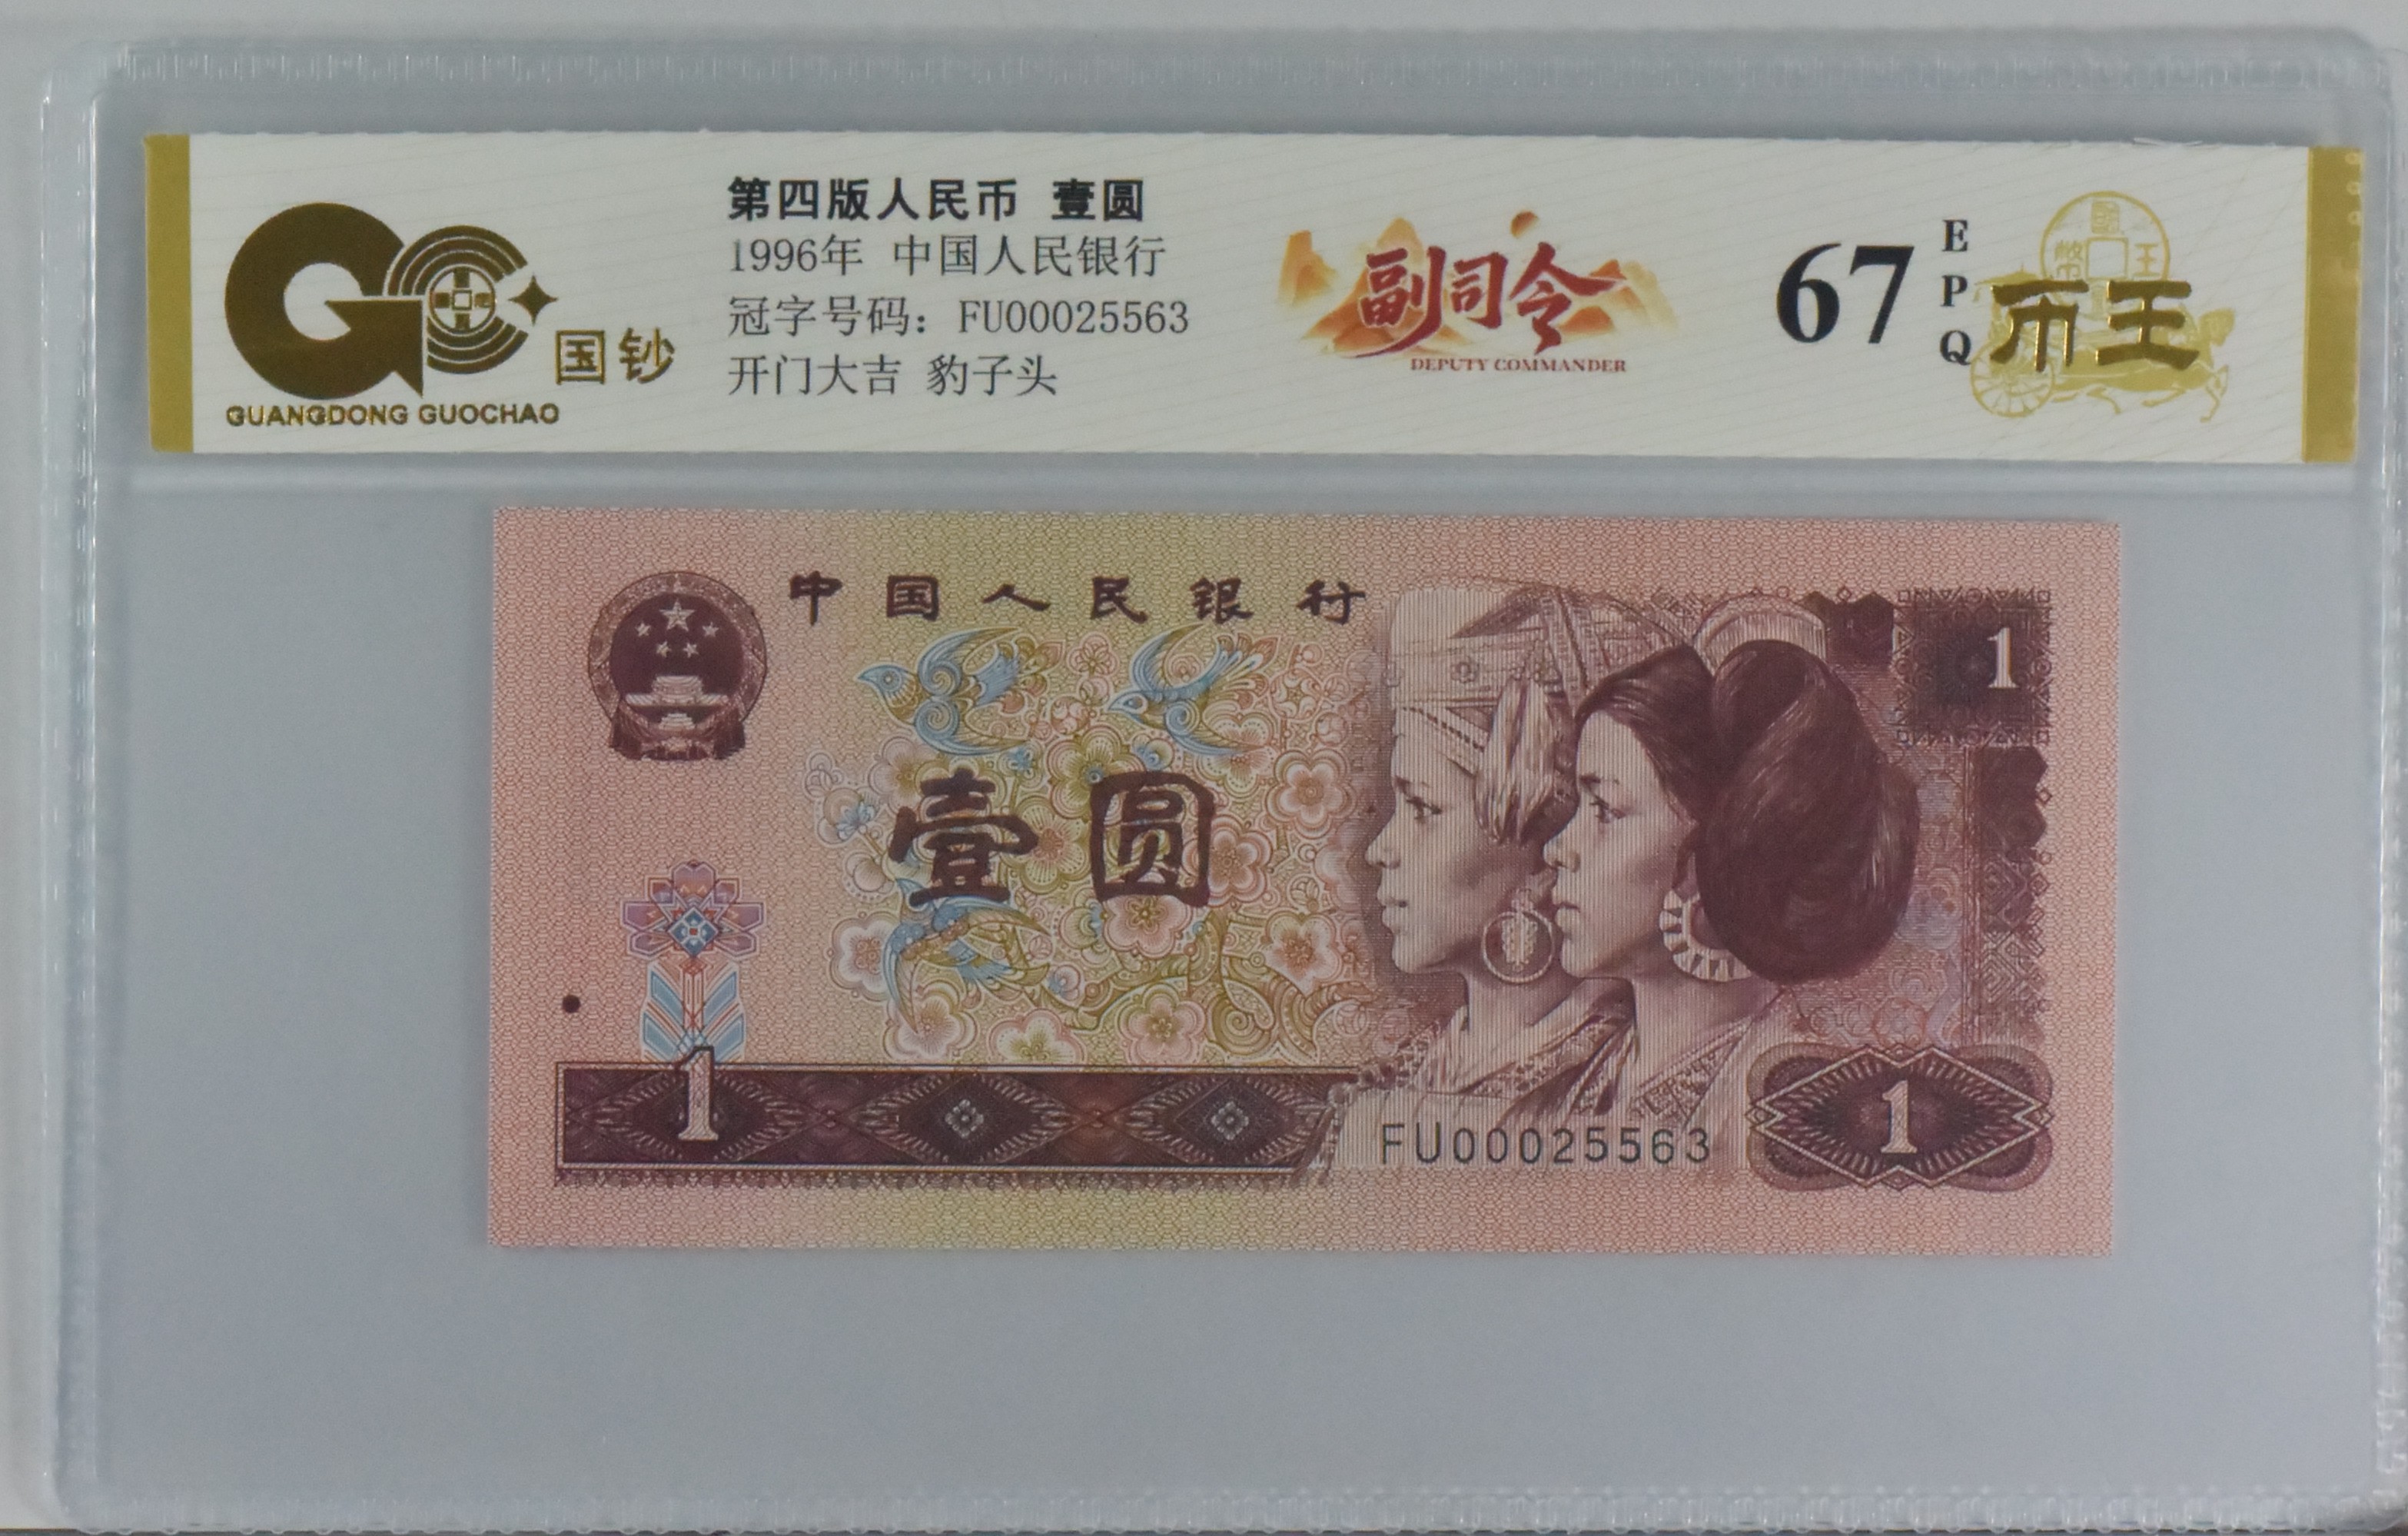 第四版人民币 壹圆
1996年 中国人民银行
冠字号码：FU00025563
开门大吉 豹子头
国钞
GUANGDONG GUOCHAO
副司令
DEPUTY COMMANDER
67
EPQ
币王
中国人民银行
1
壹圆
1
FU00025563
1